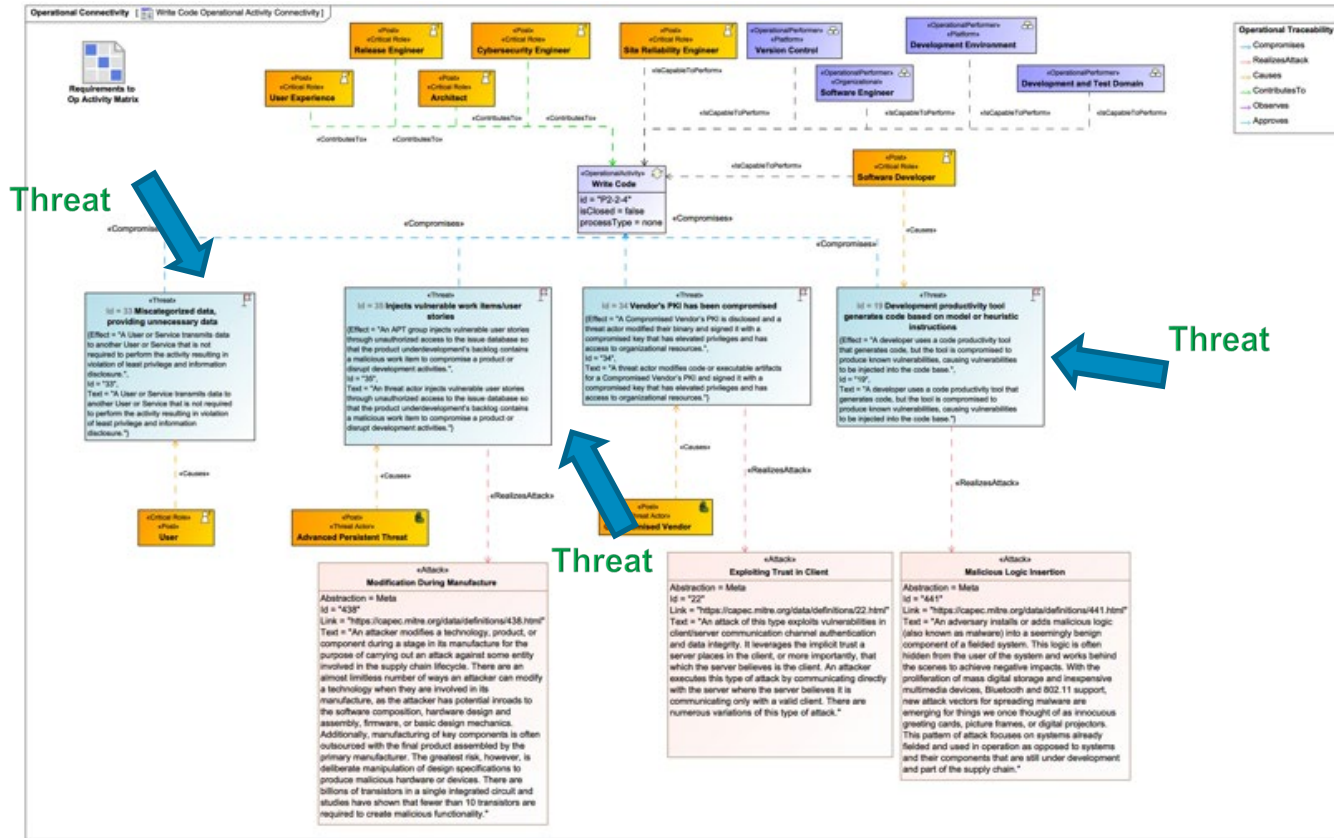 Operational Connectivity [ Write Code Operational Activity Connectivity ]
Requirements to
Op Activity Matrix
«Post»
«Critical Role»
Release Engineer
«Post»
«Critical Role»
Cybersecurity Engineer
«Post»
«Critical Role»
Site Reliability Engineer
«OperationalPerformer»
«Platform»
Version Control
«OperationalPerformer»
«Platform»
Development Environment
Operational Traceability
Compromises
RealizesAttack
Causes
ContributesTo
Observes
Approves
«Post»
«Critical Role»
User Experience
«Post»
«Critical Role»
Architect
«IsCapableToPerform»
«OperationalPerformer»
«Organizational»
Software Engineer
«OperationalPerformer»
Development and Test Domain
«ContributesTo»
«ContributesTo»
«ContributesTo»
«ContributesTo»
«IsCapableToPerform»
«IsCapableToPerform»
«IsCapableToPerform»
«IsCapableToPerform»
«OperationalActivity»
Write Code
id = "P2-2-4"
isClosed = false
processType = none
«IsCapableToPerform»
«Post»
«Critical Role»
Software Developer
Threat
«Compromises»
«Compromises»
«Compromises»
«Causes»
«Threat»
Id = 33 Miscategorized data,
providing unnecessary data
{Effect = "A User or Service transmits data
to another User or Service that is not
required to perform the activity resulting in
violation of least privilege and information
disclosure.",
Id = "33",
Text = "A User or Service transmits data to
another User or Service that is not required
to perform the activity resulting in violation
of least privilege and information
disclosure."}
«Threat»
Id = 35 Injects vulnerable work items/user
stories
{Effect = "An APT group injects vulnerable user stories
through unauthorized access to the issue database so
that the product underdevelopment's backlog contains
a malicious work item to compromise a product or
disrupt development activities.",
Id = "35",
Text = "An threat actor injects vulnerable user stories
through unauthorized access to the issue database so
that the product underdevelopment's backlog contains
a malicious work item to compromise a product or
disrupt development activities."}
«Threat»
Id = 34 Vendor's PKI has been compromised
{Effect = "A Compromised Vendor's PKI is disclosed and a
threat actor modified their binary and signed it with a
compromised key that has elevated privileges and has
access to organizational resources.",
Id = "34",
Text = "A threat actor modifies code or executable artifacts
for a Compromised Vendor's PKI and signed it with a
compromised key that has elevated privileges and has
access to organizational resources."}
«Threat»
Id = 19 Development productivity tool
generates code based on model or heuristic
instructions
{Effect = "A developer uses a code productivity tool
that generates code, but the tool is compromised to
produce known vulnerabilities, causing vulnerabilities
to be injected into the code base.",
Id = "19",
Text = "A developer uses a code productivity tool that
generates code, but the tool is compromised to
produce known vulnerabilities, causing vulnerabilities
to be injected into the code base."}
Threat
«Causes»
«Causes»
«RealizesAttack»
«Causes»
«RealizesAttack»
«RealizesAttack»
«Critical Role»
«Post»
User
«Post»
«Threat Actor»
Advanced Persistent Threat
«Post»
Threat
«Attack»
Modification During Manufacture
Abstraction = Meta
Id = "438"
Link = "https://capec.mitre.org/data/definitions/438.html"
Text = "An attacker modifies a technology, product, or
component during a stage in its manufacture for the
purpose of carrying out an attack against some entity
involved in the supply chain lifecycle. There are an
almost limitless number of ways an attacker can modify
a technology when they are involved in its
manufacture, as the attacker has potential inroads to
the software composition, hardware design and
assembly, firmware, or basic design mechanics.
Additionally, manufacturing of key components is often
outsourced with the final product assembled by the
primary manufacturer. The greatest risk, however, is
deliberate manipulation of design specifications to
produce malicious hardware or devices. There are
billions of transistors in a single integrated circuit and
studies have shown that fewer than 10 transistors are
required to create malicious functionality."
«Attack»
Exploiting Trust in Client
Abstraction = Meta
Id = "22"
Link = "https://capec.mitre.org/data/definitions/22.html"
Text = "An attack of this type exploits vulnerabilities in
client/server communication channel authentication
and data integrity. It leverages the implicit trust a
server places in the client, or more importantly, that
which the server believes is the client. An attacker
executes this type of attack by communicating directly
with the server where the server believes it is
communicating only with a valid client. There are
numerous variations of this type of attack."
«Attack»
Malicious Logic Insertion
Abstraction = Meta
Id = "441"
Link = "https://capec.mitre.org/data/definitions/441.html"
Text = "An adversary installs or adds malicious logic
(also known as malware) into a seemingly benign
component of a fielded system. This logic is often
hidden from the user of the system and works behind
the scenes to achieve negative impacts. With the
proliferation of mass digital storage and inexpensive
multimedia devices, Bluetooth and 802.11 support,
new attack vectors for spreading malware are
emerging for things we once thought of as innocuous
greeting cards, picture frames, or digital projectors.
This pattern of attack focuses on systems already
fielded and used in operation as opposed to systems
and their components that are still under development
and part of the supply chain."